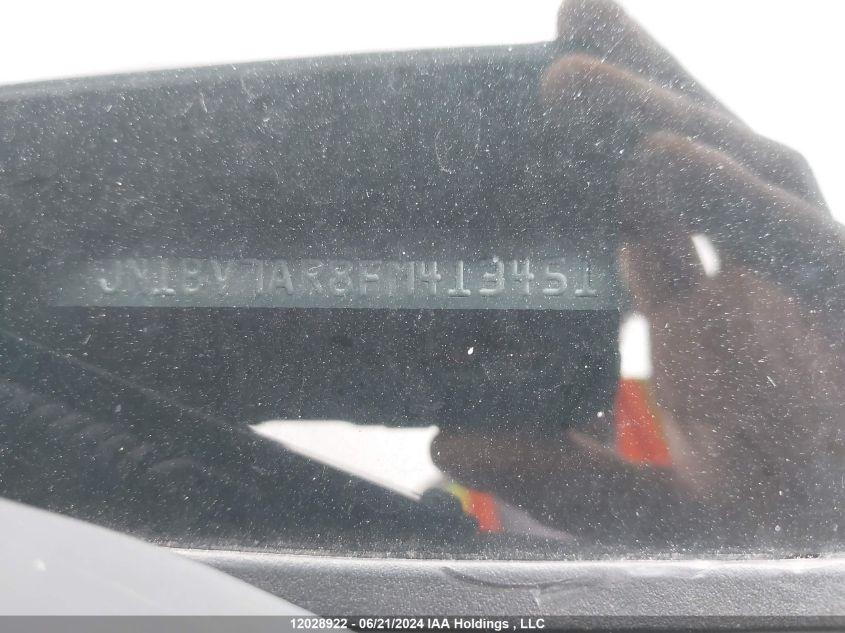 JN1BV7AR8FM413451
12028922 - 06/21/2024 IAA Holdings , LLC